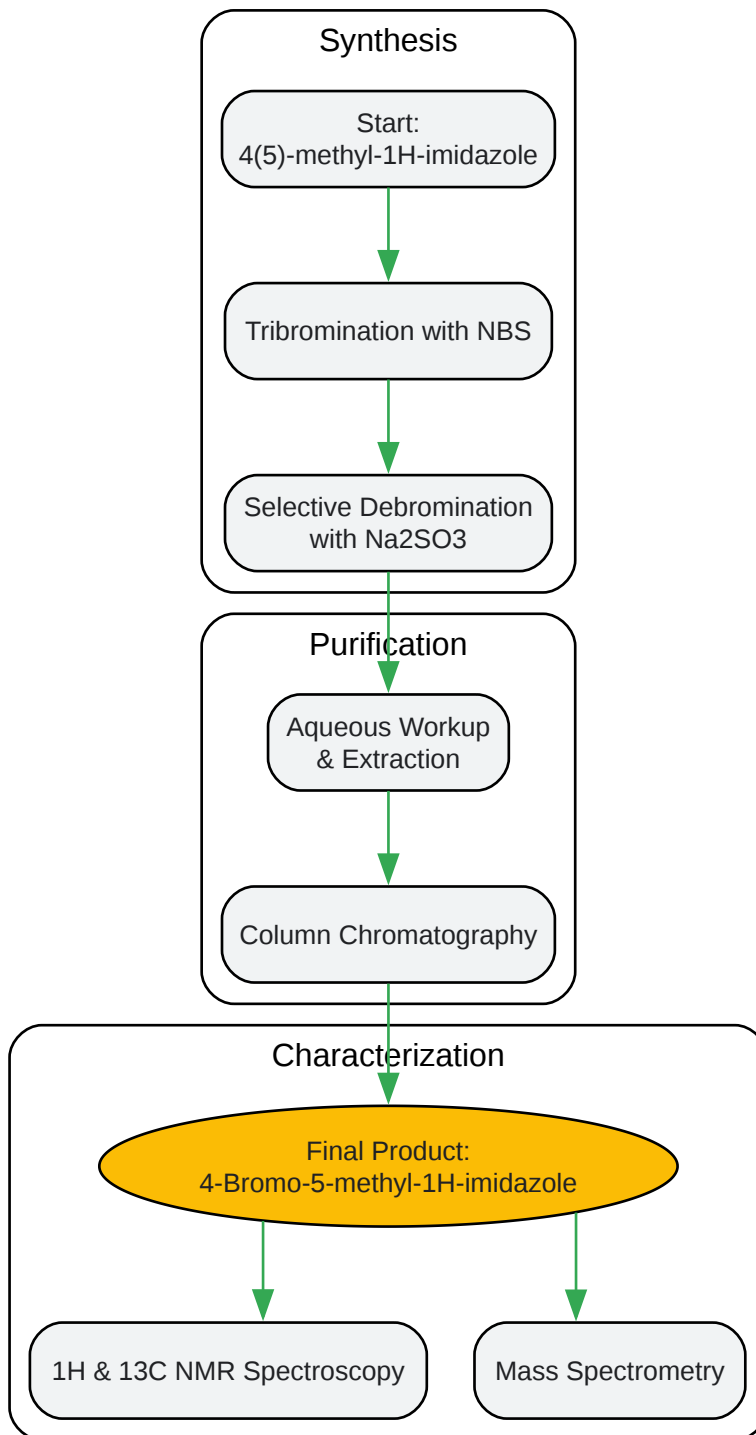 Synthesis
Start:
4(5)-methyl-1H-imidazole
Tribromination with NBS
Selective Debromination
with Na2SO3
Purification
Aqueous Workup
& Extraction
Column Chromatography
Characterization
Final Product:
4-Bromo-5-methyl-1H-imidazole
1H & 13C NMR Spectroscopy
Mass Spectrometry